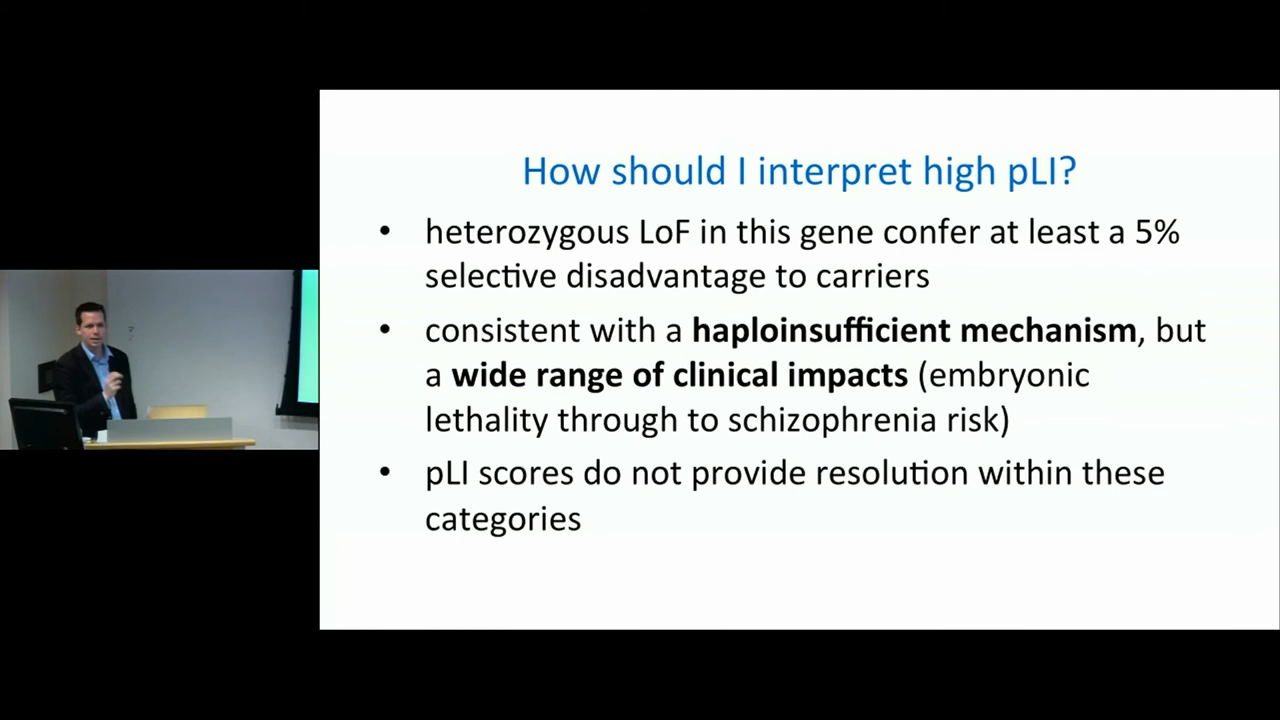 How should I interpret high pLI?
• heterozygous LoF in this gene confer at least a 5%
selective disadvantage to carriers
• consistent with a haploinsufficient mechanism, but
a wide range of clinical impacts (embryonic
lethality through to schizophrenia risk)
• pLI scores do not provide resolution within these
categories